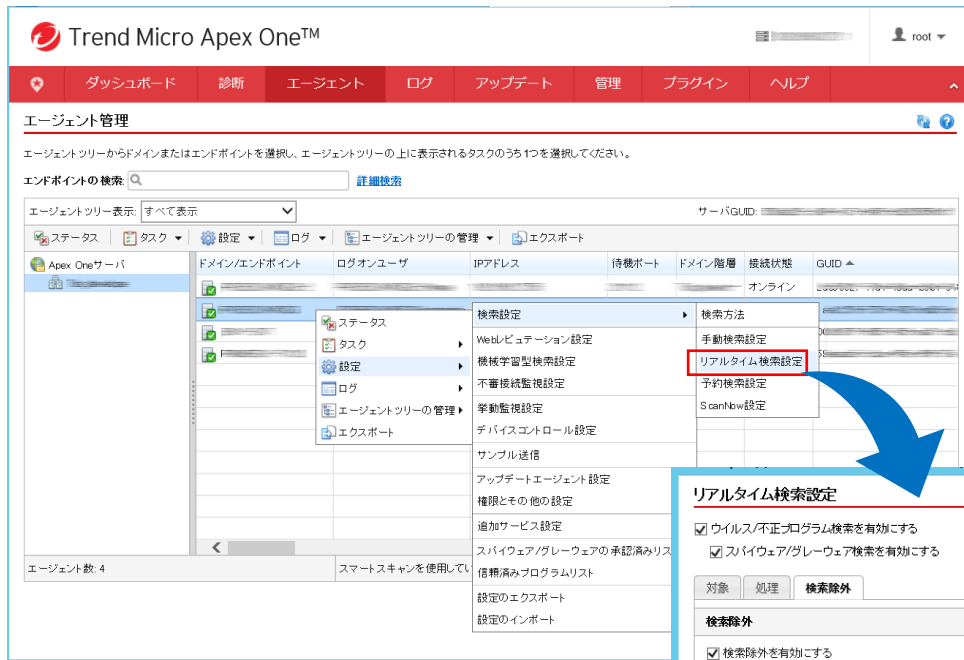 Trend Micro Apex One™
root
ダッシュボード 診断 エージェント ログ アップデート 管理 プラグイン ヘルプ
エージェント管理
エージェントツリーからドメインまたはエンドポイントを選択し、エージェントツリーの上に表示されるタスクのうち1つを選択してください。
エンドポイントの検索: 詳細検索
エージェントツリー表示: すべて表示 サーバGUID:
ステータス タスク 設定 ログ エージェントツリーの管理 エクスポート
Apex Oneサーバ
ドメイン/エンドポイント ログオンユーザ IPアドレス 待機ポート ドメイン階層 接続状態 GUID
オンライン
ステータス
タスク
設定
ログ
エージェントツリーの管理
エクスポート
検索設定
Webレピュテーション設定
機械学習型検索設定
不審接続監視設定
挙動監視設定
デバイスコントロール設定
サンプル送信
アップデートエージェント設定
権限とその他の設定
追加サービス設定
スパイウェア/グレーウェアの承認済みリス
信頼済みプログラムリスト
設定のエクスポート
設定のインポート
検索方法
手動検索設定
リアルタイム検索設定
予約検索設定
ScanNow設定
エージェント数: 4 スマートスキャンを使用してい
リアルタイム検索設定
ウイルス/不正プログラム検索を有効にする
スパイウェア/グレーウェア検索を有効にする
対象 処理 検索除外
検索除外
検索除外を有効にする